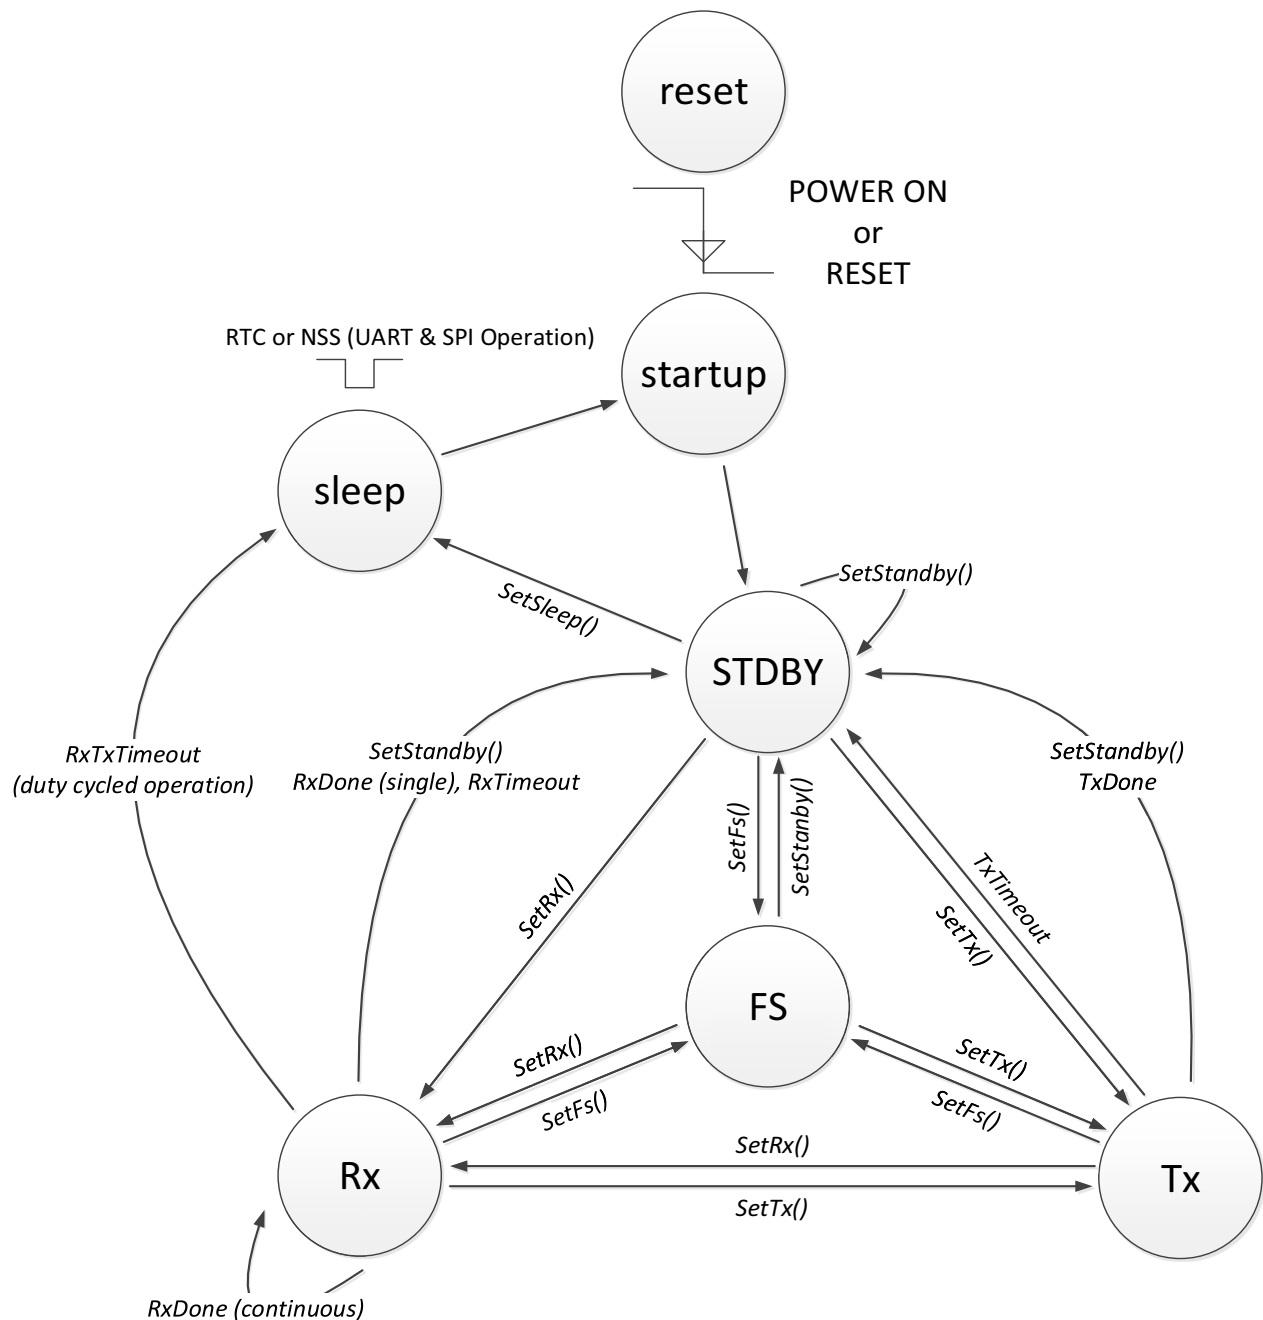 reset
POWER ON
or
RESET
RTC or NSS (UART & SPI Operation)
startup
sleep
SetStandby()
SetSleep()
STDBY
RxTxTimeout
(duty cycled operation)
SetStandby()
RxDone (single), RxTimeout
SetStandby()
TxDone
SetFs()
SetStanby()
TxTimeout
SetRx()
SetTx()
FS
SetRx()
SetTx()
SetFs()
SetFs()
SetRx()
Rx
Tx
SetTx()
RxDone (continuous)